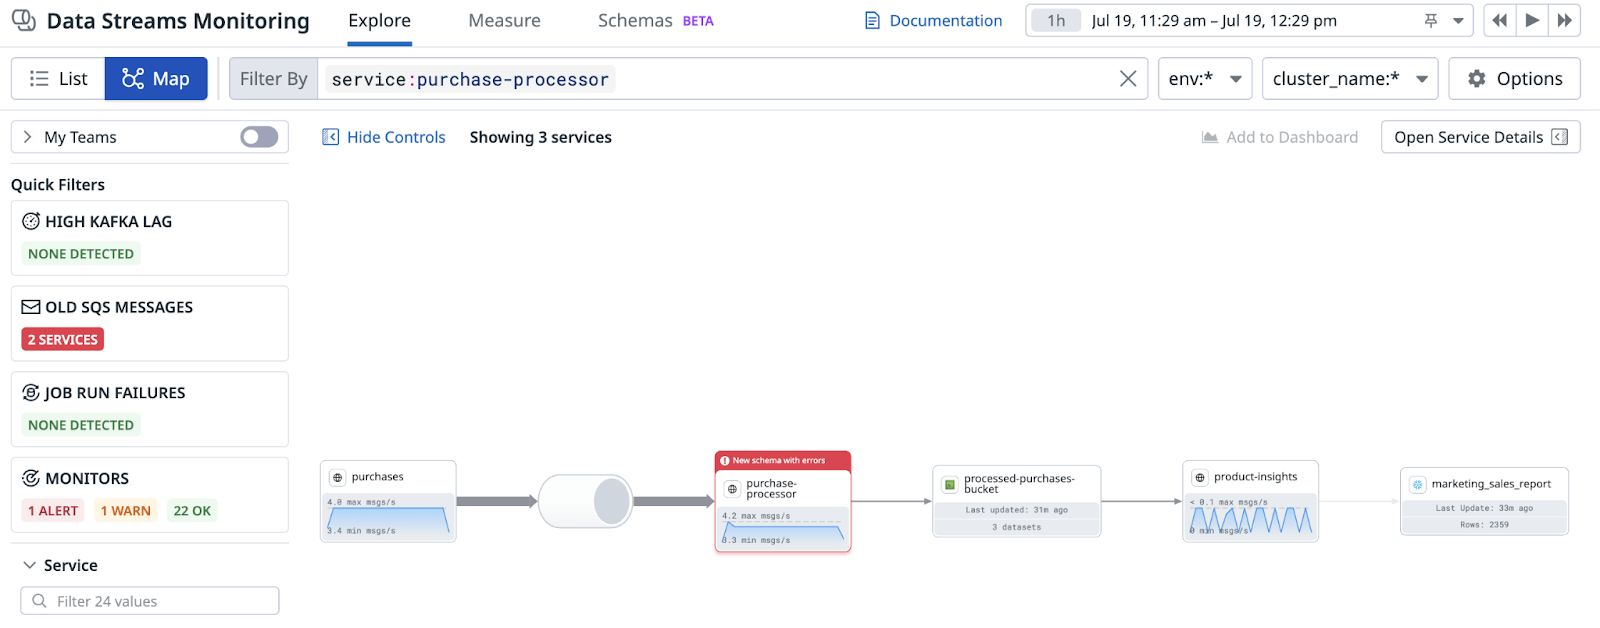 Data Streams Monitoring
Explore
Measure
Schemas BETA
Documentation
1h Jul 19, 11:29 am – Jul 19, 12:29 pm
List
Map
Filter By service:purchase-processor
env:*
cluster_name:*
Options
My Teams
Hide Controls
Showing 3 services
Add to Dashboard
Open Service Details
Quick Filters
HIGH KAFKA LAG
NONE DETECTED
OLD SQS MESSAGES
2 SERVICES
JOB RUN FAILURES
NONE DETECTED
MONITORS
1 ALERT 1 WARN 22 OK
Service
Filter 24 values
purchases
4.0 max msgs/s
3.4 min msgs/s
New schema with errors
purchase-
processor
4.2 max msgs/s
3.3 min msgs/s
processed-purchases-
bucket
Last updated: 31m ago
3 datasets
product-insights
< 0.1 max msgs/s
0 min msgs/s
marketing_sales_report
Last Update: 33m ago
Rows: 2359